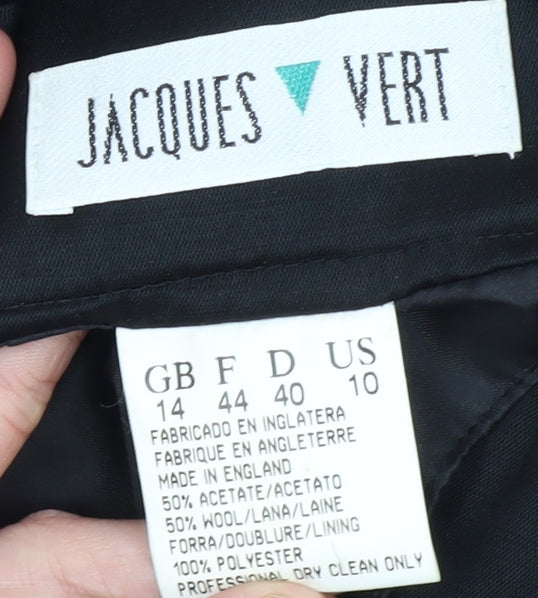 JACQUES VERT
GB F D US
14 44 40 10
FABRICADO EN INGLATERA
FABRIQUE EN ANGLETERRE
MADE IN ENGLAND
50% ACETATE/ACETATO
50% WOOL/LANA/LAINE
FORRA/DOUBLURE/LINING
100% POLYESTER
PROFESSIONAL DRY CLEAN ONLY